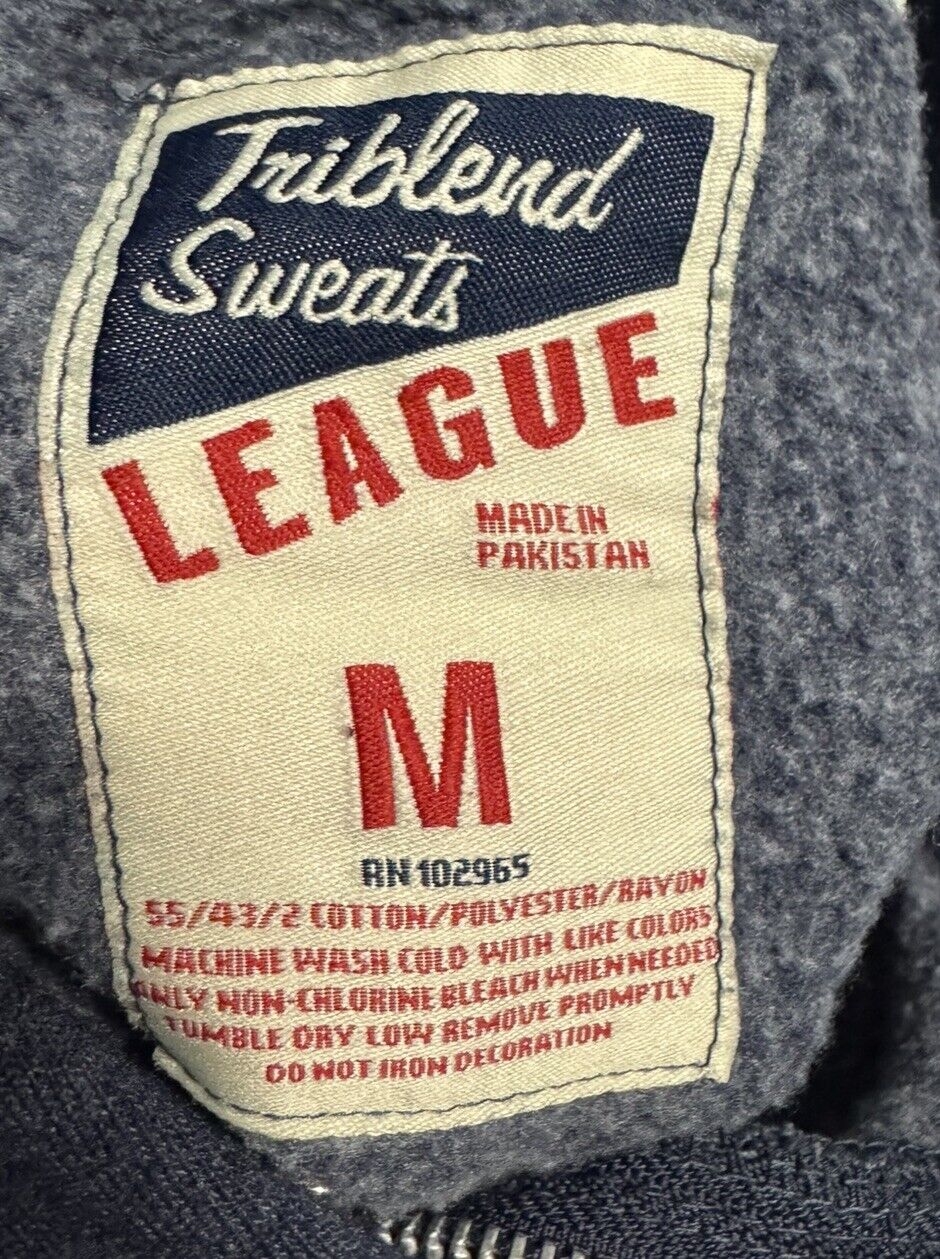 Triblend
Sweats
LEAGUE
MADE IN
PAKISTAN
M
RN 102965
55/43/2 COTTON/POLYESTER/RAYON
MACHINE WASH COLD WITH LIKE COLORS
ONLY NON-CHLORINE BLEACH WHEN NEEDED
TUMBLE DRY LOW REMOVE PROMPTLY
DO NOT IRON DECORATION